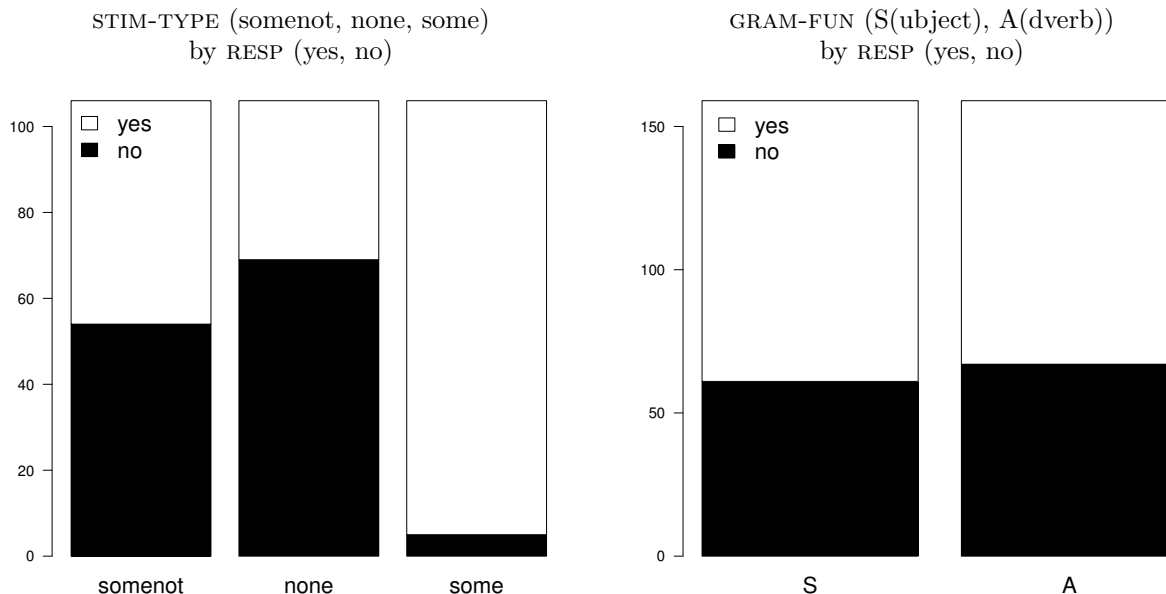 STIM-TYPE (somenot, none, some)
by RESP (yes, no)
100
80
60
40
20
0
yes
no
somenot none some
GRAM-FUN (S(ubject), A(dverb))
by RESP (yes, no)
150
100
50
0
yes
no
S A